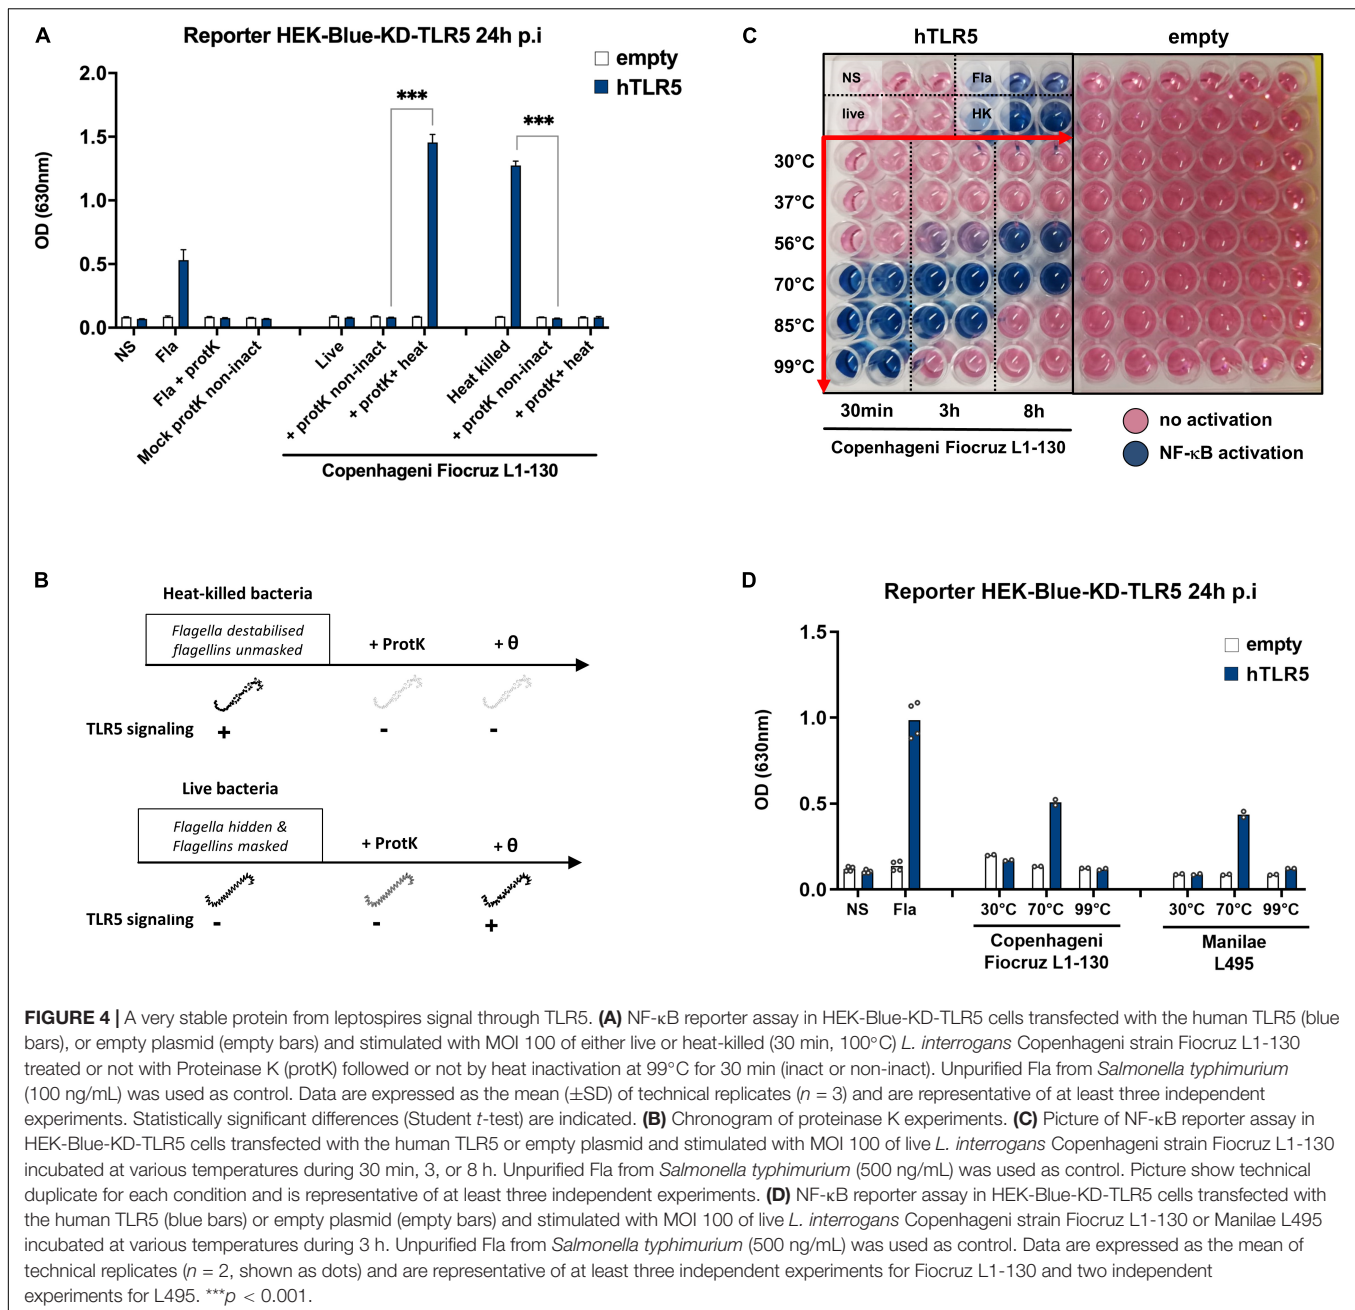 A
Reporter HEK-Blue-KD-TLR5 24h p.i
empty
hTLR5
OD (630nm)
2.0
1.5
1.0
0.5
0.0
***
***
NS
Fla
Fla + protK
Mock protK non-inact
Live
+ protK non-inact
+ protK+ heat
Heat killed
+ protK non-inact
+ protK+ heat
Copenhageni Fiocruz L1-130
C
hTLR5
empty
NS
Fla
live
HK
30°C
37°C
56°C
70°C
85°C
99°C
30min
3h
8h
Copenhageni Fiocruz L1-130
no activation
NF-κB activation
B
Heat-killed bacteria
Flagella destabilised
flagellins unmasked
+ ProtK
+ θ
TLR5 signaling
+
-
-
Live bacteria
Flagella hidden &
Flagellins masked
+ ProtK
+ θ
TLR5 signaling
-
-
+
D
Reporter HEK-Blue-KD-TLR5 24h p.i
empty
hTLR5
OD (630nm)
1.5
1.0
0.5
0.0
NS
Fla
30°C 70°C 99°C
30°C 70°C 99°C
Copenhageni
Fiocruz L1-130
Manilae
L495
FIGURE 4 | A very stable protein from leptospires signal through TLR5. (A) NF-κB reporter assay in HEK-Blue-KD-TLR5 cells transfected with the human TLR5 (blue
bars), or empty plasmid (empty bars) and stimulated with MOI 100 of either live or heat-killed (30 min, 100°C) L. interrogans Copenhageni strain Fiocruz L1-130
treated or not with Proteinase K (protK) followed or not by heat inactivation at 99°C for 30 min (inact or non-inact). Unpurified Fla from Salmonella typhimurium
(100 ng/mL) was used as control. Data are expressed as the mean (±SD) of technical replicates (n = 3) and are representative of at least three independent
experiments. Statistically significant differences (Student t-test) are indicated. (B) Chronogram of proteinase K experiments. (C) Picture of NF-κB reporter assay in
HEK-Blue-KD-TLR5 cells transfected with the human TLR5 or empty plasmid and stimulated with MOI 100 of live L. interrogans Copenhageni strain Fiocruz L1-130
incubated at various temperatures during 30 min, 3, or 8 h. Unpurified Fla from Salmonella typhimurium (500 ng/mL) was used as control. Picture show technical
duplicate for each condition and is representative of at least three independent experiments. (D) NF-κB reporter assay in HEK-Blue-KD-TLR5 cells transfected with
the human TLR5 (blue bars) or empty plasmid (empty bars) and stimulated with MOI 100 of live L. interrogans Copenhageni strain Fiocruz L1-130 or Manilae L495
incubated at various temperatures during 3 h. Unpurified Fla from Salmonella typhimurium (500 ng/mL) was used as control. Data are expressed as the mean of
technical replicates (n = 2, shown as dots) and are representative of at least three independent experiments for Fiocruz L1-130 and two independent
experiments for L495. ***p < 0.001.